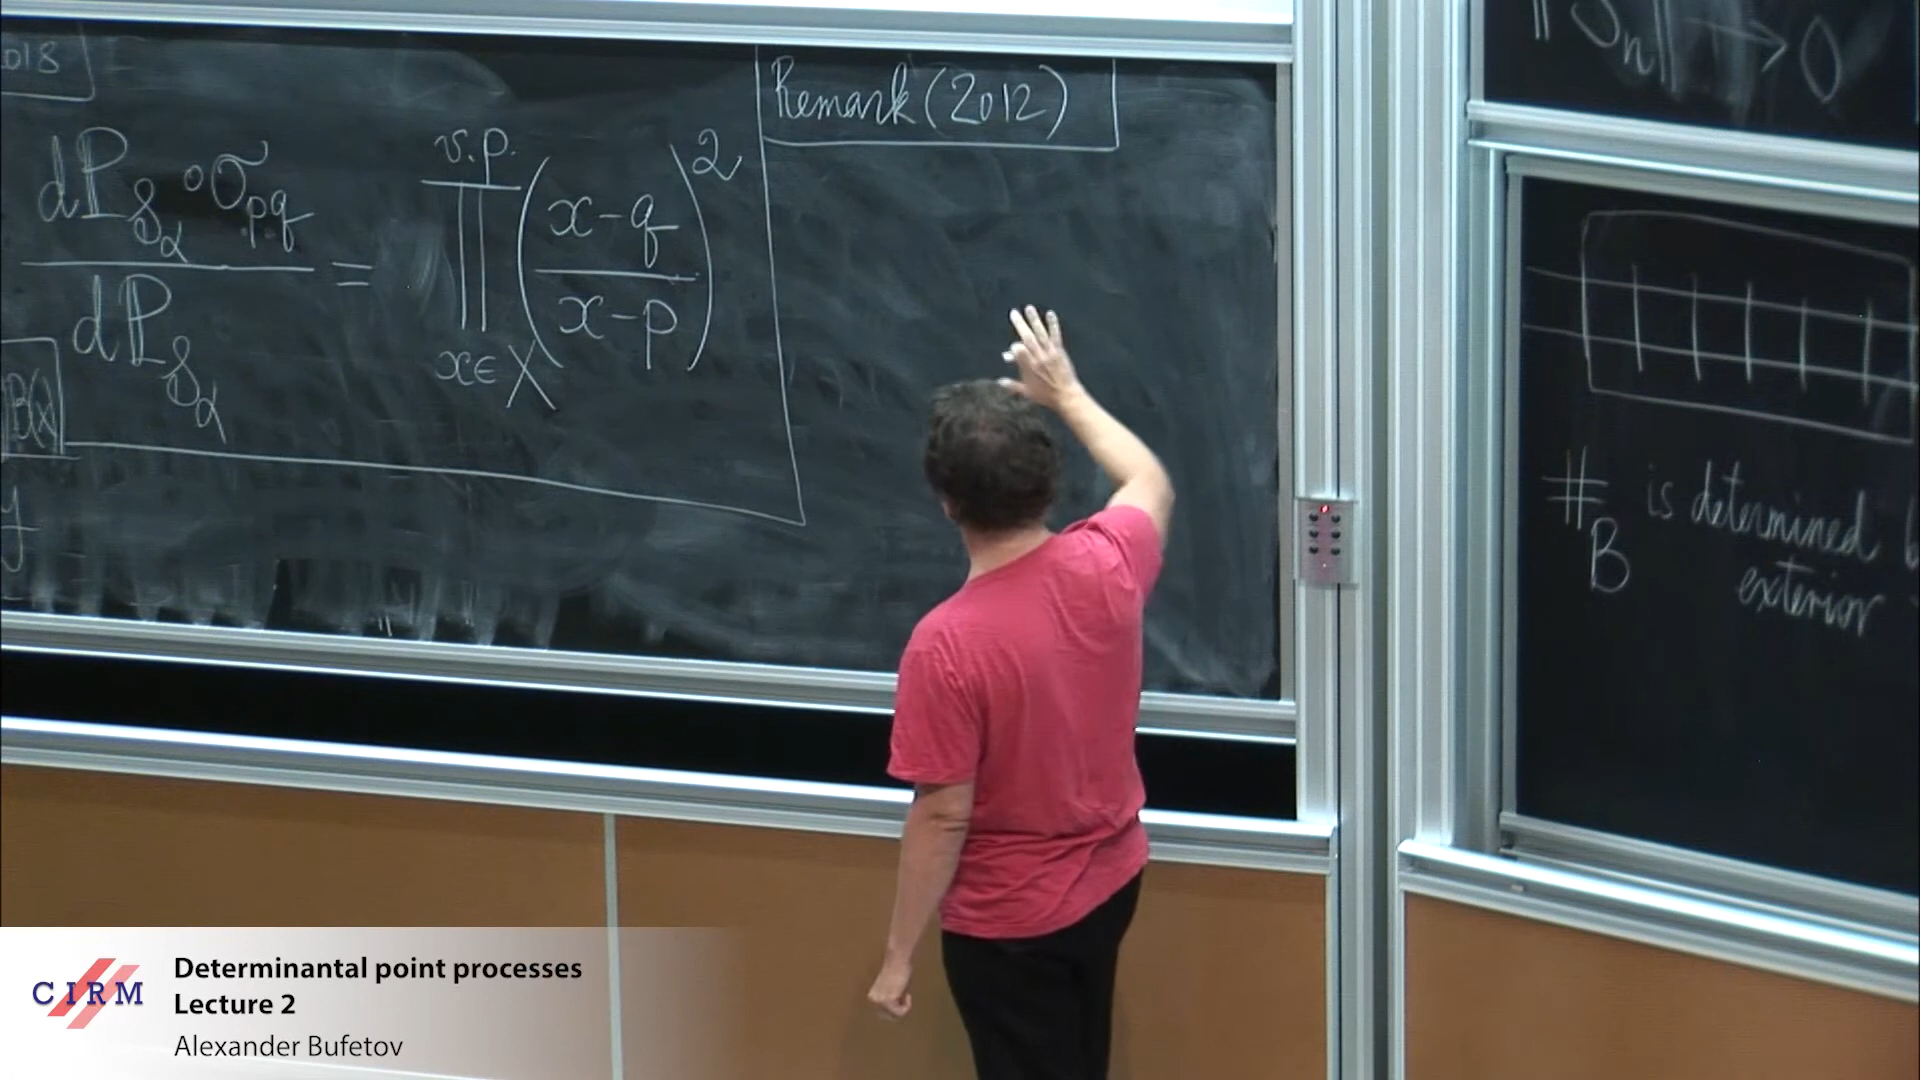 2018
dP_{S_α} ∘ σ_{pq} / dP_{S_α} = v.p. ∏_{x∈X} ( (x-q) / (x-p) )^2
B(x)
Remark (2012)
‖S_n‖ → 0
#_B is determined
exterior
CIRM
Determinantal point processes
Lecture 2
Alexander Bufetov